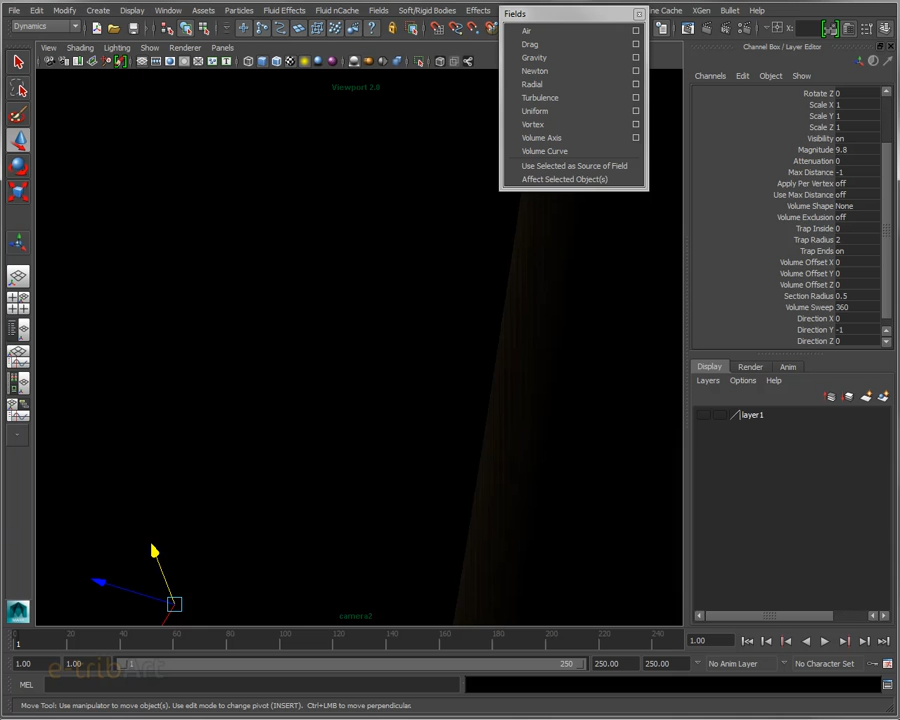 File Edit Modify Create Display Window Assets Particles Fluid Effects Fluid nCache Fields Soft/Rigid Bodies Effects
ne Cache XGen Bullet Help
Fields
Dynamics
X:
Channel Box / Layer Editor
View Shading Lighting Show Renderer Panels
Air
Drag
Gravity
Newton
Radial
Turbulence
Uniform
Vortex
Volume Axis
Volume Curve
Use Selected as Source of Field
Affect Selected Object(s)
Viewport 2.0
camera2
Channels Edit Object Show
Rotate Z 0
Scale X 1
Scale Y 1
Scale Z 1
Visibility on
Magnitude 9.8
Attenuation 0
Max Distance -1
Apply Per Vertex off
Use Max Distance off
Volume Shape None
Volume Exclusion off
Trap Inside 0
Trap Radius 2
Trap Ends on
Volume Offset X 0
Volume Offset Y 0
Volume Offset Z 0
Section Radius 0.5
Volume Sweep 360
Direction X 0
Direction Y -1
Direction Z 0
Display Render Anim
Layers Options Help
layer1
0 20 40 60 80 100 120 140 160 180 200 220 240
1
1.00
1.00 1.00 1 250 250.00 250.00 No Anim Layer No Character Set
e-tribArt
MEL
Move Tool: Use manipulator to move object(s). Use edit mode to change pivot (INSERT). Ctrl+LMB to move perpendicular.